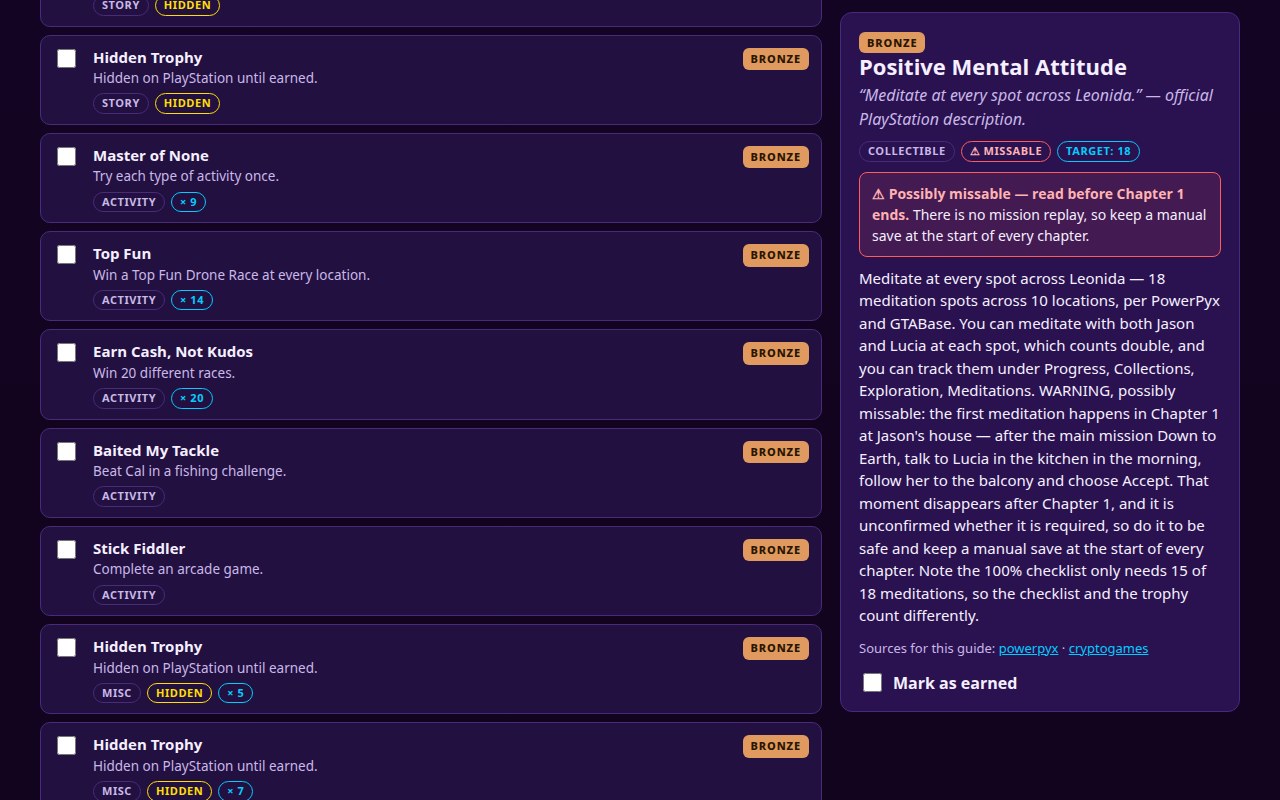 STORY HIDDEN
Hidden Trophy
BRONZE
Hidden on PlayStation until earned.
STORY HIDDEN
Master of None
BRONZE
Try each type of activity once.
ACTIVITY × 9
Top Fun
BRONZE
Win a Top Fun Drone Race at every location.
ACTIVITY × 14
Earn Cash, Not Kudos
BRONZE
Win 20 different races.
ACTIVITY × 20
Baited My Tackle
BRONZE
Beat Cal in a fishing challenge.
ACTIVITY
Stick Fiddler
BRONZE
Complete an arcade game.
ACTIVITY
Hidden Trophy
BRONZE
Hidden on PlayStation until earned.
MISC HIDDEN × 5
Hidden Trophy
BRONZE
Hidden on PlayStation until earned.
MISC HIDDEN × 7
BRONZE
Positive Mental Attitude
“Meditate at every spot across Leonida.” — official
PlayStation description.
COLLECTIBLE ⚠ MISSABLE TARGET: 18
⚠ Possibly missable — read before Chapter 1
ends. There is no mission replay, so keep a manual
save at the start of every chapter.
Meditate at every spot across Leonida — 18
meditation spots across 10 locations, per PowerPyx
and GTABase. You can meditate with both Jason
and Lucia at each spot, which counts double, and
you can track them under Progress, Collections,
Exploration, Meditations. WARNING, possibly
missable: the first meditation happens in Chapter 1
at Jason's house — after the main mission Down to
Earth, talk to Lucia in the kitchen in the morning,
follow her to the balcony and choose Accept. That
moment disappears after Chapter 1, and it is
unconfirmed whether it is required, so do it to be
safe and keep a manual save at the start of every
chapter. Note the 100% checklist only needs 15 of
18 meditations, so the checklist and the trophy
count differently.
Sources for this guide: powerpyx · cryptogames
Mark as earned